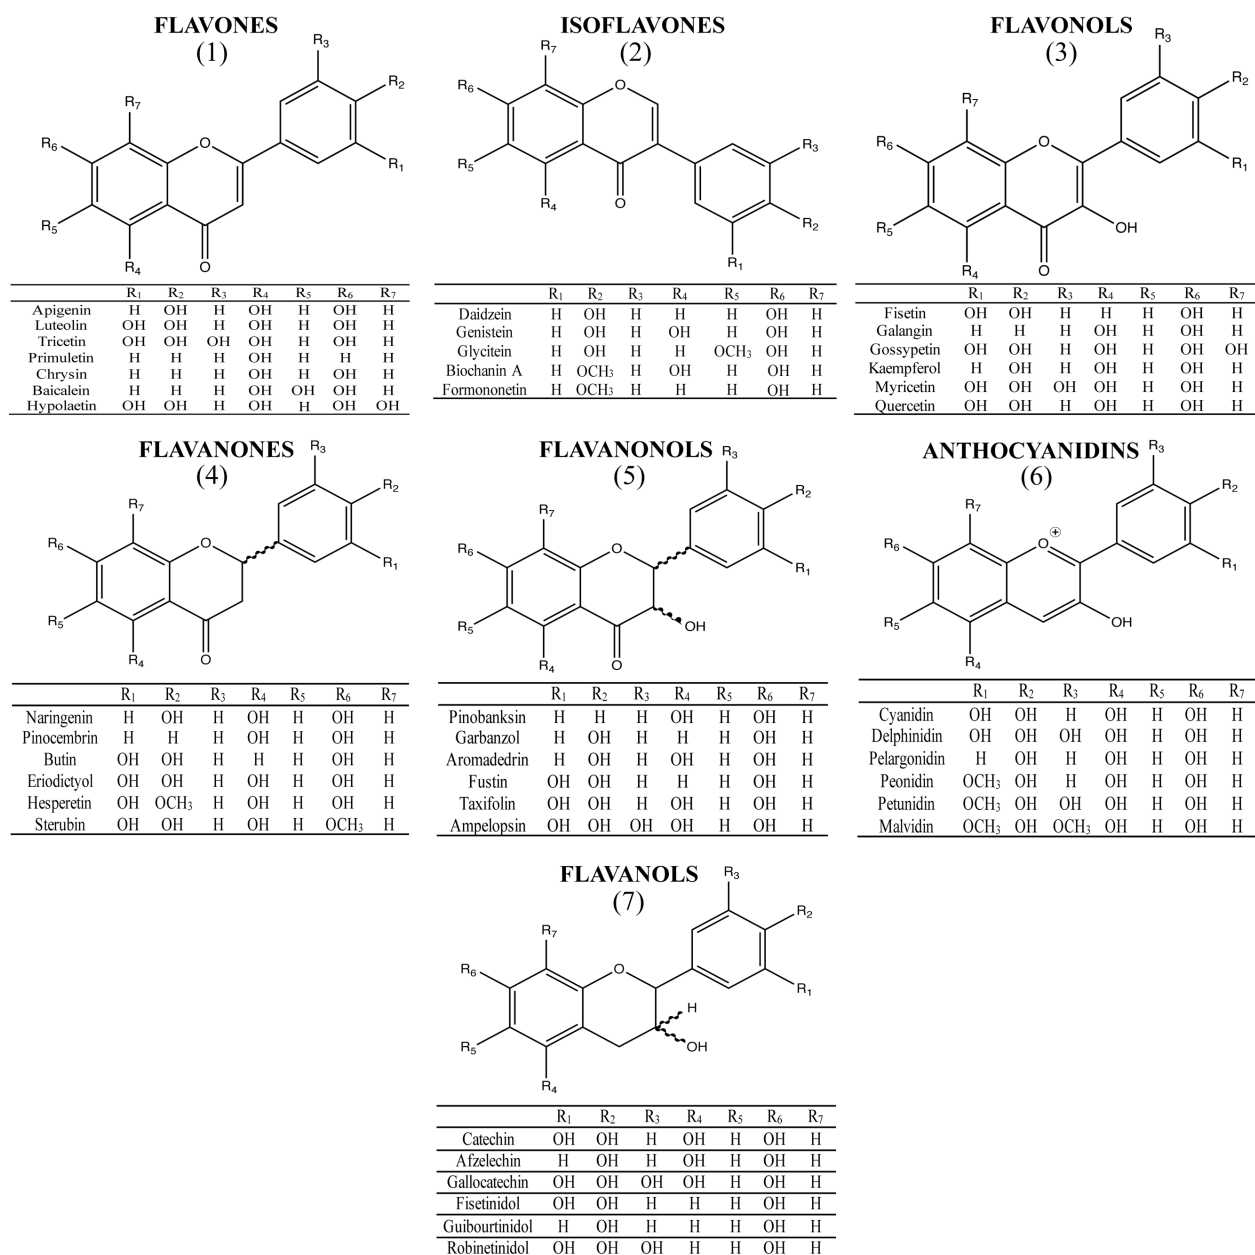 FLAVONES
(1)
R3
R2
R7
R6
O
R1
R5
R4
O
R1 R2 R3 R4 R5 R6 R7
Apigenin H OH H OH H OH H
Luteolin OH OH H OH H OH H
Tricetin OH OH OH OH H OH H
Primuletin H H H OH H H H
Chrysin H H H OH H OH H
Baicalein H H H OH OH OH H
Hypolaetin OH OH H OH H OH OH
ISOFLAVONES
(2)
R7
R6
O
R3
R5
R4
O
R2
R1
R1 R2 R3 R4 R5 R6 R7
Daidzein H OH H H H OH H
Genistein H OH H OH H OH H
Glycitein H OH H H OCH3 OH H
Biochanin A H OCH3 H OH H OH H
Formononetin H OCH3 H H H OH H
FLAVONOLS
(3)
R3
R2
R7
R6
O
R1
R5
OH
R4
O
R1 R2 R3 R4 R5 R6 R7
Fisetin OH OH H H H OH H
Galangin H H H OH H OH H
Gossypetin OH OH H OH H OH OH
Kaempferol H OH H OH H OH H
Myricetin OH OH OH OH H OH H
Quercetin OH OH H OH H OH H
FLAVANONES
(4)
R3
R2
R7
R6
O
R1
R5
R4
O
R1 R2 R3 R4 R5 R6 R7
Naringenin H OH H OH H OH H
Pinocembrin H H H OH H OH H
Butin OH OH H H H OH H
Eriodictyol OH OH H OH H OH H
Hesperetin OH OCH3 H OH H OH H
Sterubin OH OH H OH H OCH3 H
FLAVANONOLS
(5)
R3
R2
R7
R6
O
R1
R5
OH
R4
O
R1 R2 R3 R4 R5 R6 R7
Pinobanksin H H H OH H OH H
Garbanzol H OH H H H OH H
Aromadedrin H OH H OH H OH H
Fustin OH OH H H H OH H
Taxifolin OH OH H OH H OH H
Ampelopsin OH OH OH OH H OH H
ANTHOCYANIDINS
(6)
R3
R2
R7
+
R6
O
R1
R5
OH
R4
R1 R2 R3 R4 R5 R6 R7
Cyanidin OH OH H OH H OH H
Delphinidin OH OH OH OH H OH H
Pelargonidin H OH H OH H OH H
Peonidin OCH3 OH H OH H OH H
Petunidin OCH3 OH OH OH H OH H
Malvidin OCH3 OH OCH3 OH H OH H
FLAVANOLS
(7)
R3
R2
R7
R6
O
R1
H
R5
OH
R4
R1 R2 R3 R4 R5 R6 R7
Catechin OH OH H OH H OH H
Afzelechin H OH H OH H OH H
Gallocatechin OH OH OH OH H OH H
Fisetinidol OH OH H H H OH H
Guibourtinidol H OH H H H OH H
Robinetinidol OH OH OH H H OH H